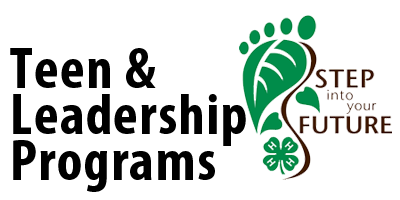 Teen &
Leadership
Programs
STEP
into
your
FUTURE
H H
H H